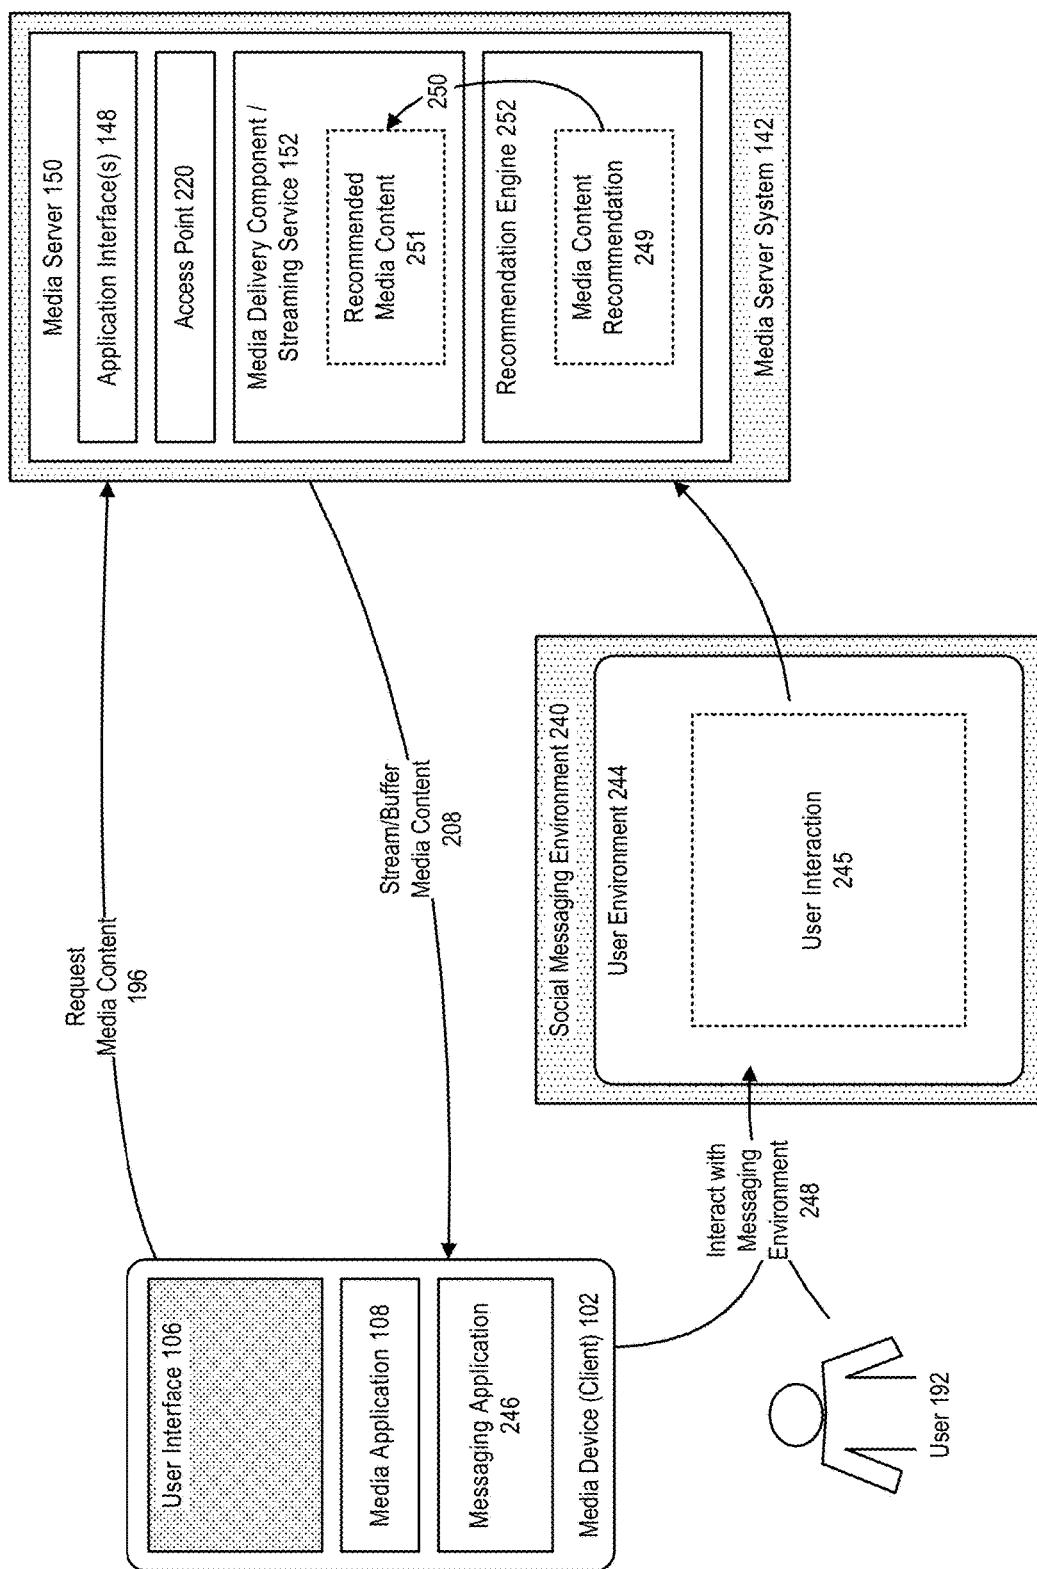 User Interface 106
Media Application 108
Messaging Application
246
Media Device (Client) 102
User 192
Request
Media Content
196
Stream/Buffer
Media Content
208
Interact with
Messaging
Environment
248
Social Messaging Environment 240
User Environment 244
User Interaction
245
Media Server 150
Application Interface(s) 148
Access Point 220
Media Delivery Component /
Streaming Service 152
Recommended
Media Content
251
250
Recommendation Engine 252
Media Content
Recommendation
249
Media Server System 142